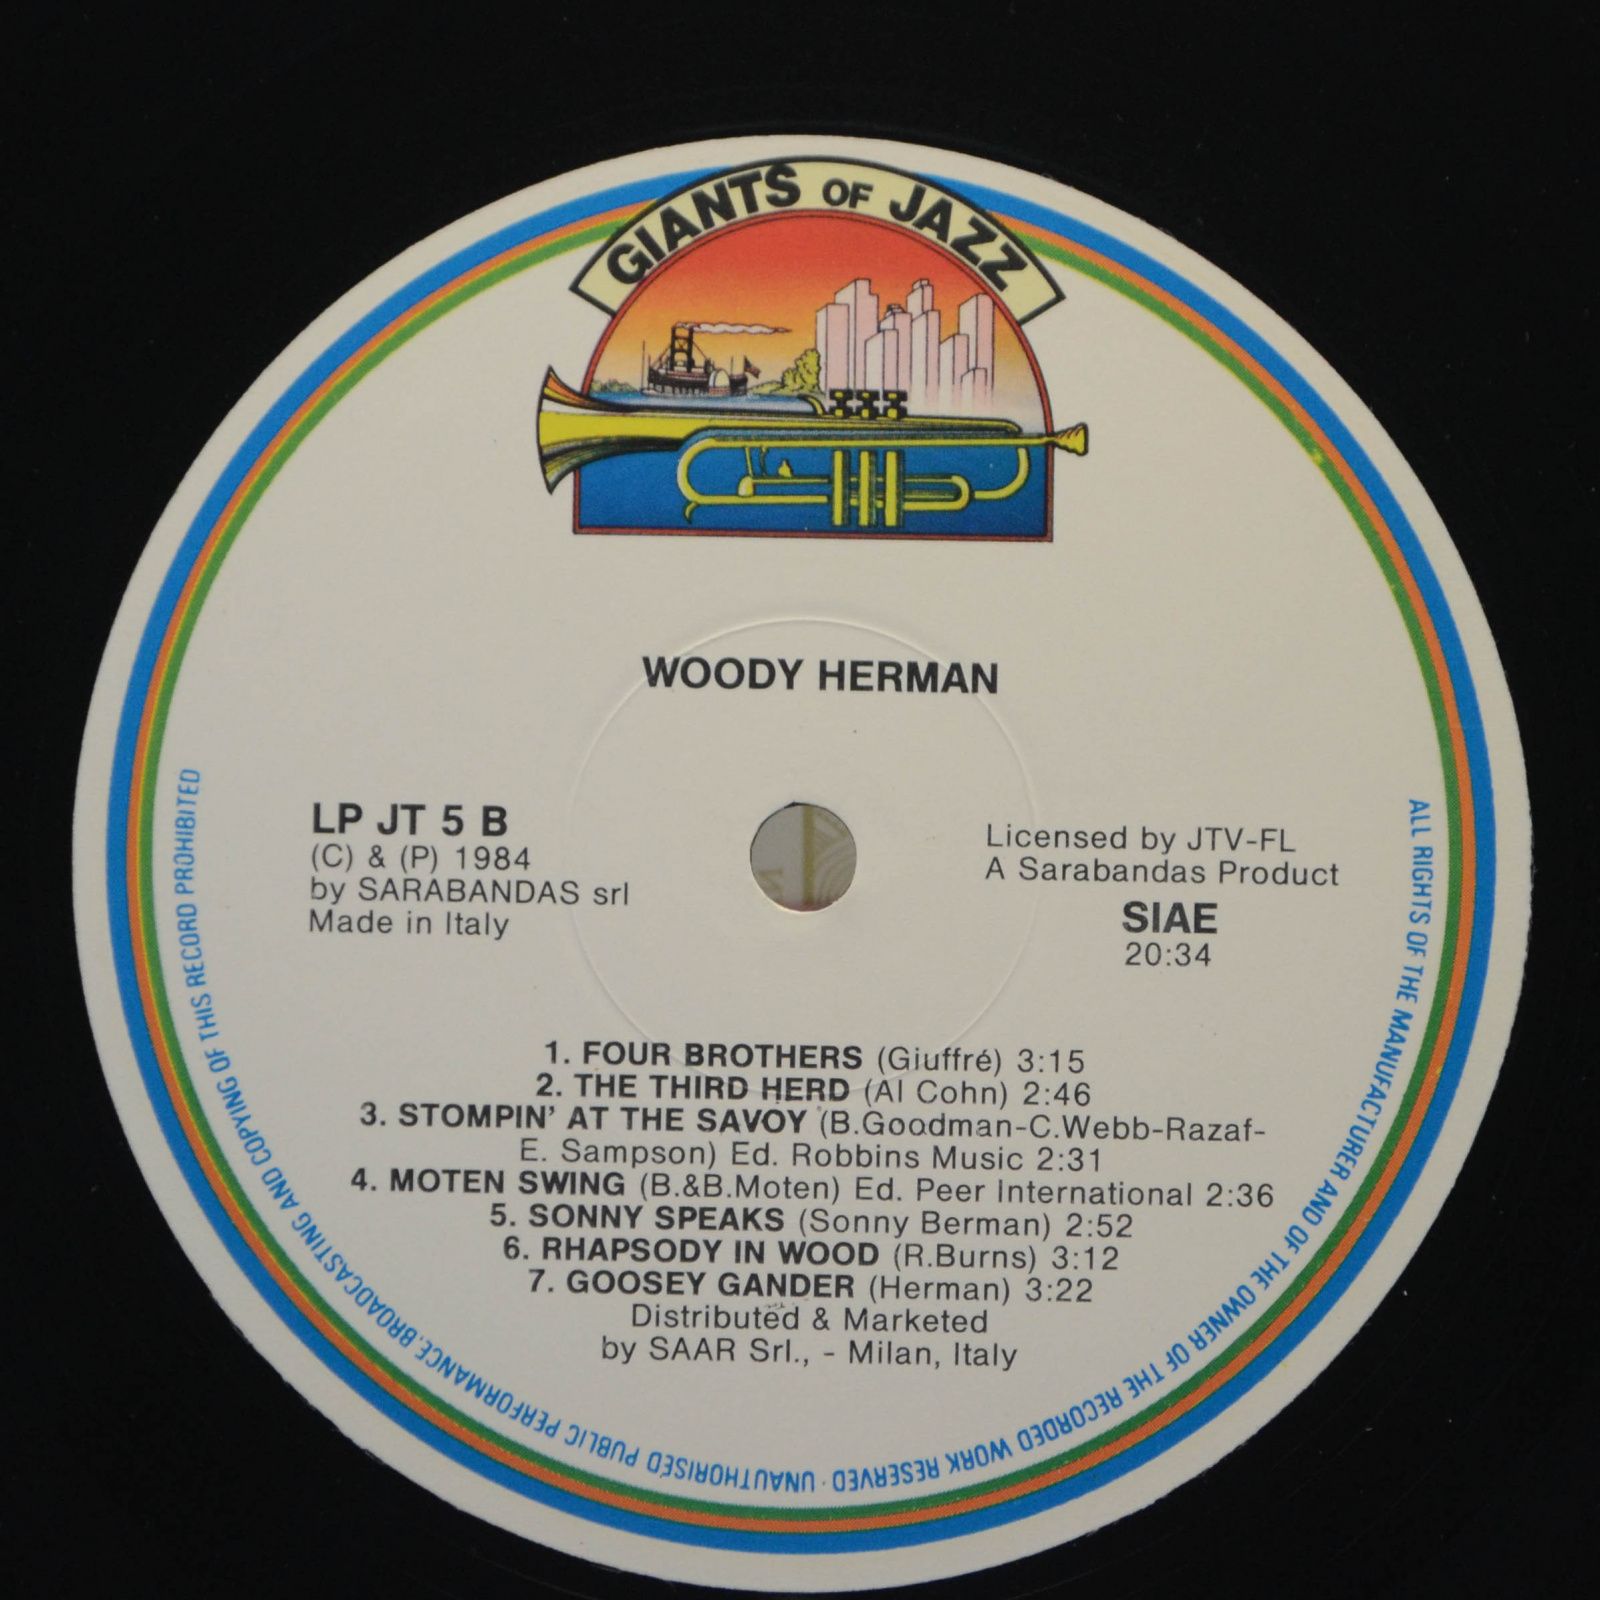 GIANTS OF JAZZ
WOODY HERMAN
LP JT 5 B
(C) & (P) 1984
by SARABANDAS srl
Made in Italy
Licensed by JTV-FL
A Sarabandas Product
SIAE
20:34
1. FOUR BROTHERS (Giuffré) 3:15
2. THE THIRD HERD (Al Cohn) 2:46
3. STOMPIN' AT THE SAVOY (B.Goodman-C.Webb-Razaf-
E. Sampson) Ed. Robbins Music 2:31
4. MOTEN SWING (B.&B.Moten) Ed. Peer International 2:36
5. SONNY SPEAKS (Sonny Berman) 2:52
6. RHAPSODY IN WOOD (R.Burns) 3:12
7. GOOSEY GANDER (Herman) 3:22
Distributed & Marketed
by SAAR Srl., - Milan, Italy
ALL RIGHTS OF THE MANUFACTURER AND OF THE OWNER OF THE RECORDED WORK RESERVED · UNAUTHORISED PUBLIC PERFORMANCE, BROADCASTING AND COPYING OF THIS RECORD PROHIBITED